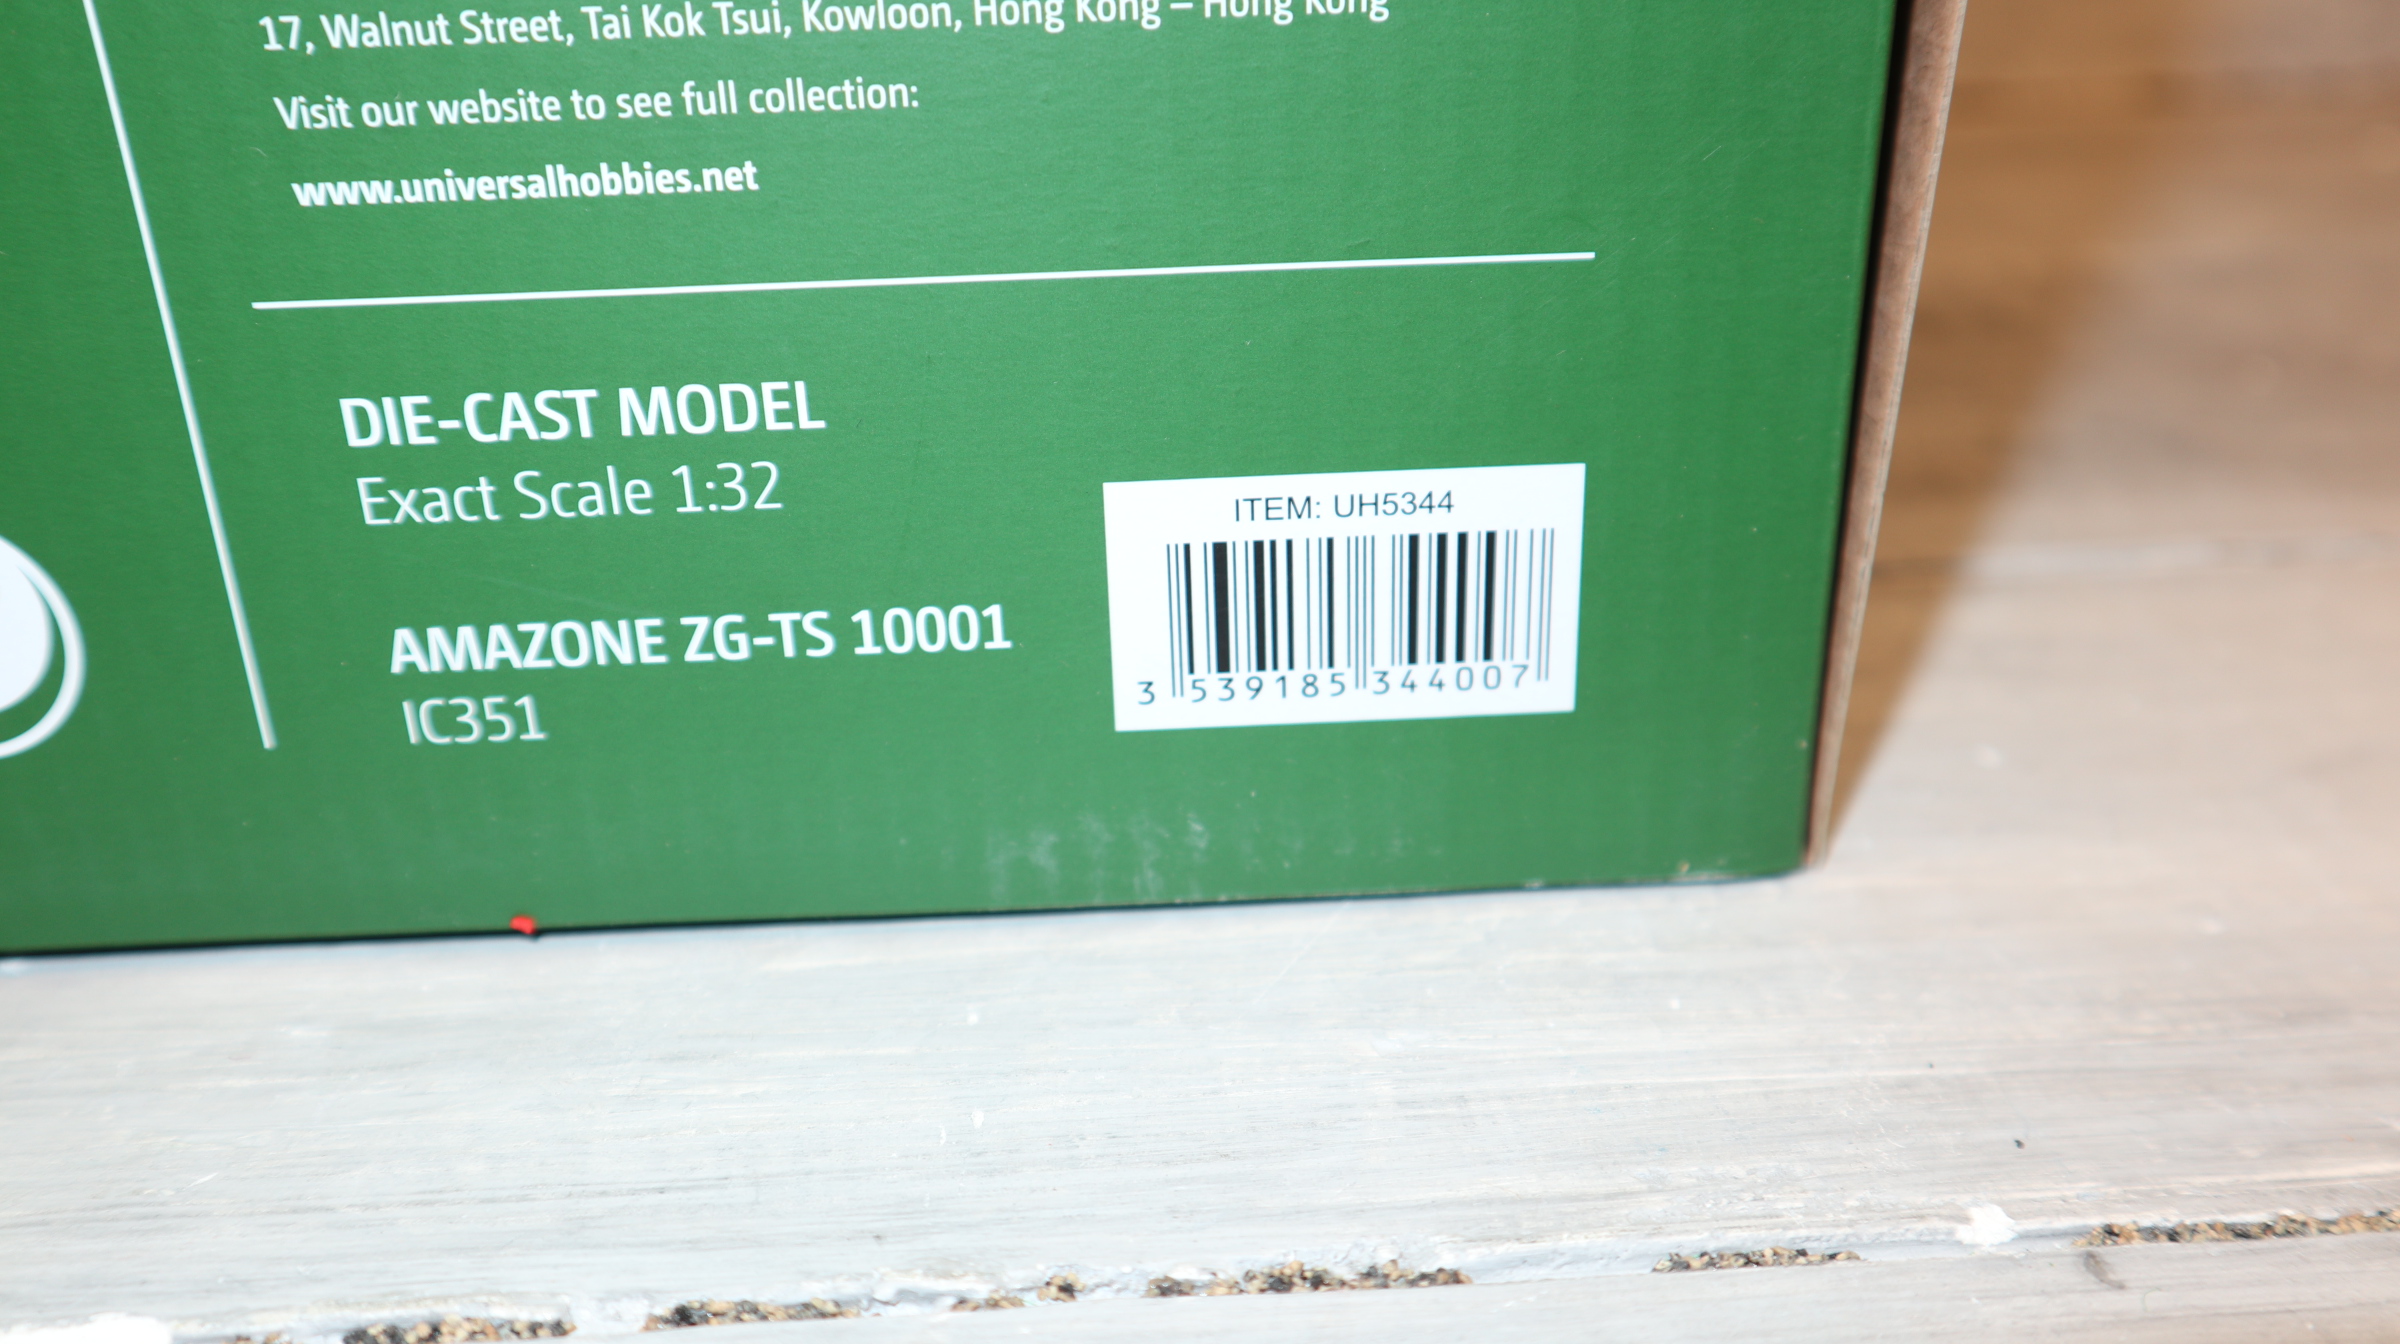 17, Walnut Street, Tai Kok Tsui, Kowloon, Hong Kong – Hong Kong
Visit our website to see full collection:
www.universalhobbies.net
DIE-CAST MODEL
Exact Scale 1:32
AMAZONE ZG-TS 10001
IC351
ITEM: UH5344
3 539185 344007